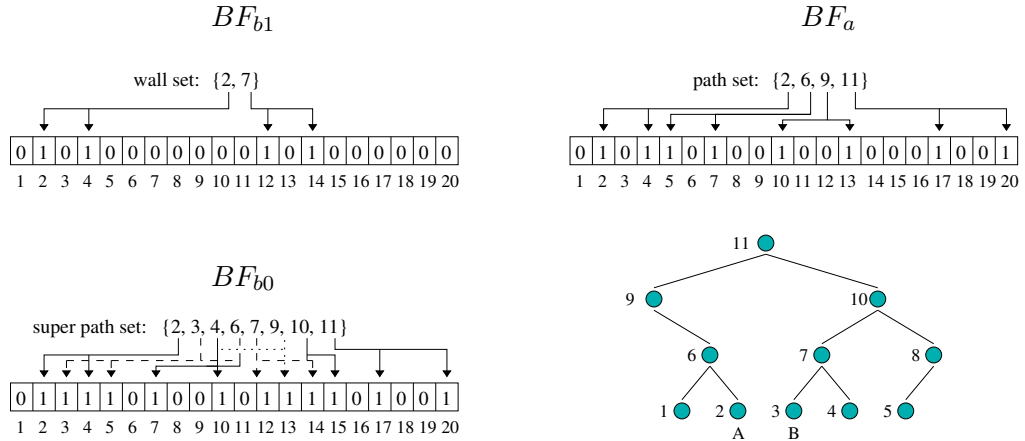 BF_b1
wall set: {2, 7}
0 1 0 1 0 0 0 0 0 0 0 1 0 1 0 0 0 0 0 0
1 2 3 4 5 6 7 8 9 10 11 12 13 14 15 16 17 18 19 20
BF_a
path set: {2, 6, 9, 11}
0 1 0 1 1 0 1 0 0 1 0 0 1 0 0 0 1 0 0 1
1 2 3 4 5 6 7 8 9 10 11 12 13 14 15 16 17 18 19 20
BF_b0
super path set: {2, 3, 4, 6, 7, 9, 10, 11}
0 1 1 1 1 0 1 0 0 1 0 1 1 1 1 0 1 0 0 1
1 2 3 4 5 6 7 8 9 10 11 12 13 14 15 16 17 18 19 20
11
9 10
6 7 8
1 2 3 4 5
A B